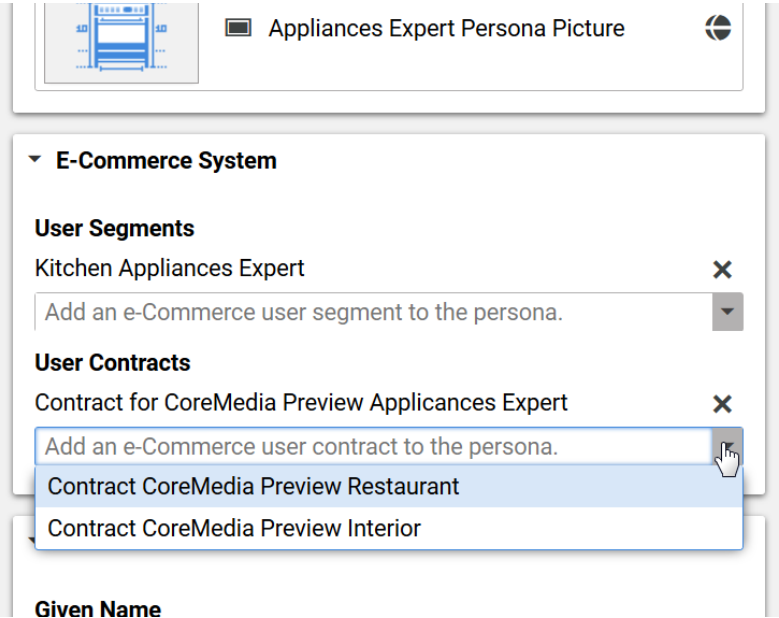 Appliances Expert Persona Picture
E-Commerce System
User Segments
Kitchen Appliances Expert
Add an e-Commerce user segment to the persona.
User Contracts
Contract for CoreMedia Preview Applicances Expert
Add an e-Commerce user contract to the persona.
Contract CoreMedia Preview Restaurant
Contract CoreMedia Preview Interior
Given Name